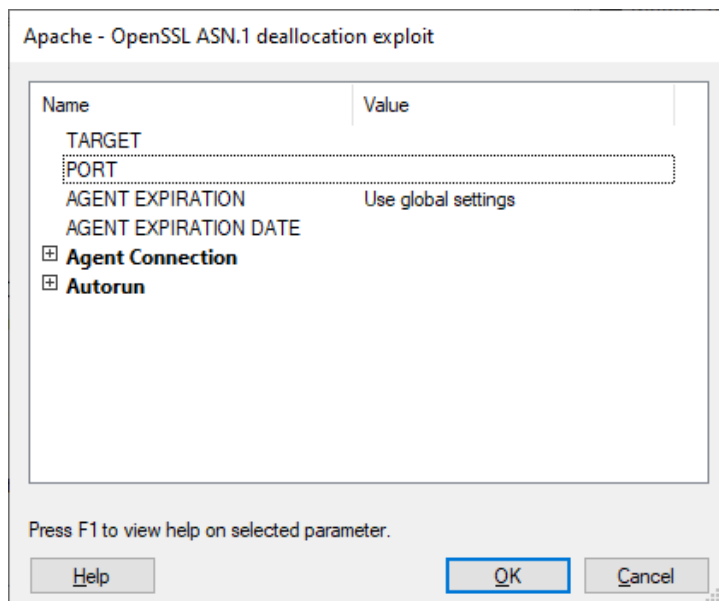 Apache - OpenSSL ASN.1 deallocation exploit
Name Value
TARGET
PORT
AGENT EXPIRATION Use global settings
AGENT EXPIRATION DATE
Agent Connection
Autorun
Press F1 to view help on selected parameter.
Help OK Cancel